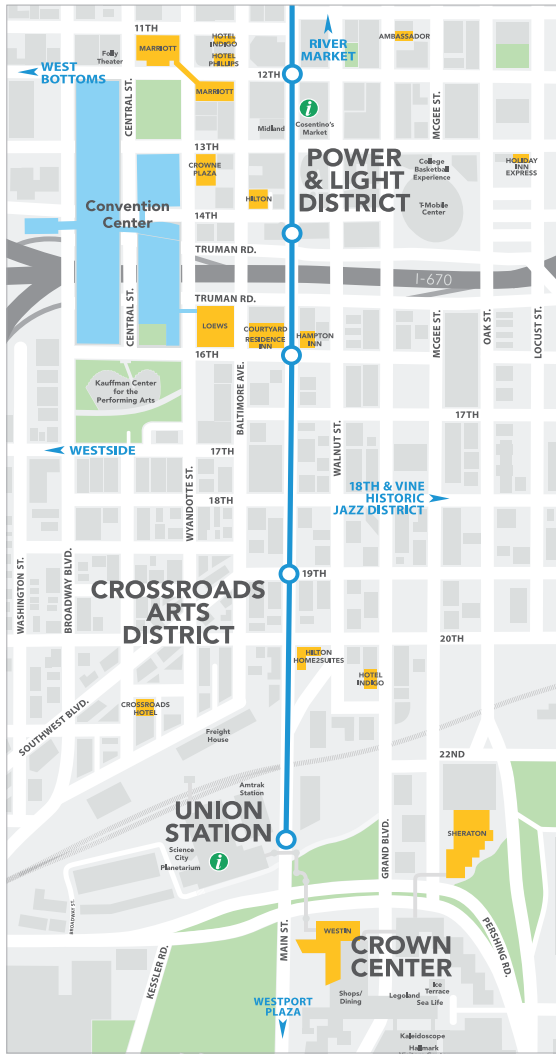 11TH
HOTEL
INDIGO
AMBASSADOR
MARRIOTT
RIVER
MARKET
Folly
Theater
HOTEL
PHILLIPS
WEST
BOTTOMS
12TH
CENTRAL ST.
MARRIOTT
i
Cosentino's
Market
MCGEE ST.
Midland
13TH
POWER
& LIGHT
DISTRICT
CROWNE
PLAZA
College
Basketball
Experience
HOLIDAY
INN
EXPRESS
Convention
Center
HILTON
T-Mobile
Center
14TH
TRUMAN RD.
I-670
TRUMAN RD.
CENTRAL ST.
LOEWS
COURTYARD
RESIDENCE
INN
HAMPTON
INN
MCGEE ST.
OAK ST.
LOCUST ST.
16TH
Kauffman Center
for the
Performing Arts
BALTIMORE AVE.
17TH
WALNUT ST.
WESTSIDE
17TH
WYANDOTTE ST.
18TH
18TH & VINE
HISTORIC
JAZZ DISTRICT
WASHINGTON ST.
BROADWAY BLVD.
19TH
CROSSROADS
ARTS
DISTRICT
20TH
HILTON
HOME2SUITES
HOTEL
INDIGO
SOUTHWEST BLVD.
CROSSROADS
HOTEL
Freight
House
22ND
Amtrak
Station
UNION
STATION
GRAND BLVD.
SHERATON
Science
City
Planetarium
i
BROADWAY ST.
KESSLER RD.
MAIN ST.
WESTIN
CROWN
CENTER
PERSHING RD.
Shops/
Dining
Legoland
Ice
Terrace
Sea Life
WESTPORT
PLAZA
Kaleidoscope
Hallmark